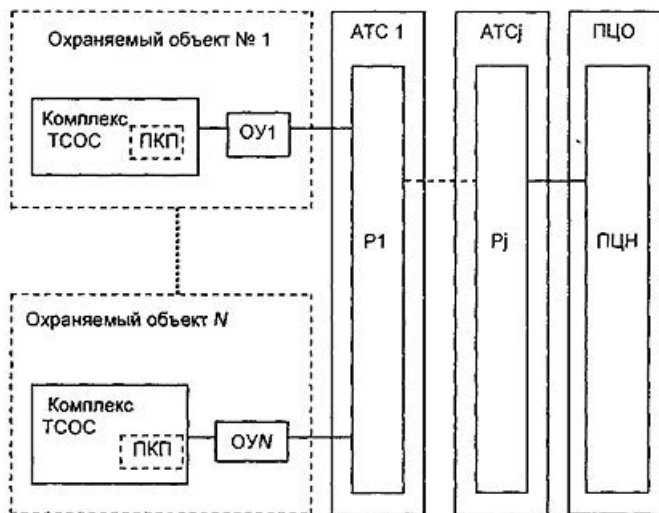 Охраняемый объект № 1
Комплекс
ТСОС
ПКП
ОУ1
АТС 1
АТСj
ПЦО
Р1
Рj
ПЦН
Охраняемый объект N
Комплекс
ТСОС
ПКП
ОУN